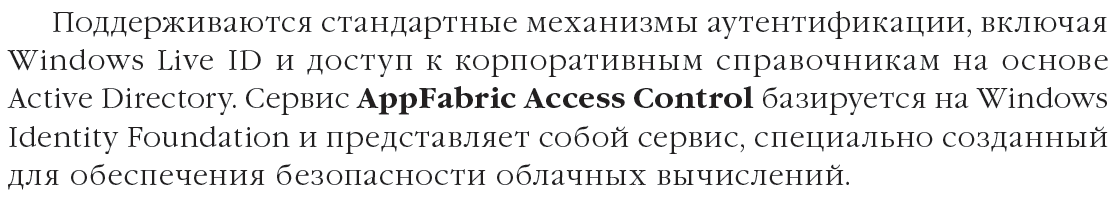 Поддерживаются стандартные механизмы аутентификации, включая
Windows Live ID и доступ к корпоративным справочникам на основе
Active Directory. Сервис AppFabric Access Control базируется на Windows
Identity Foundation и представляет собой сервис, специально созданный
для обеспечения безопасности облачных вычислений.